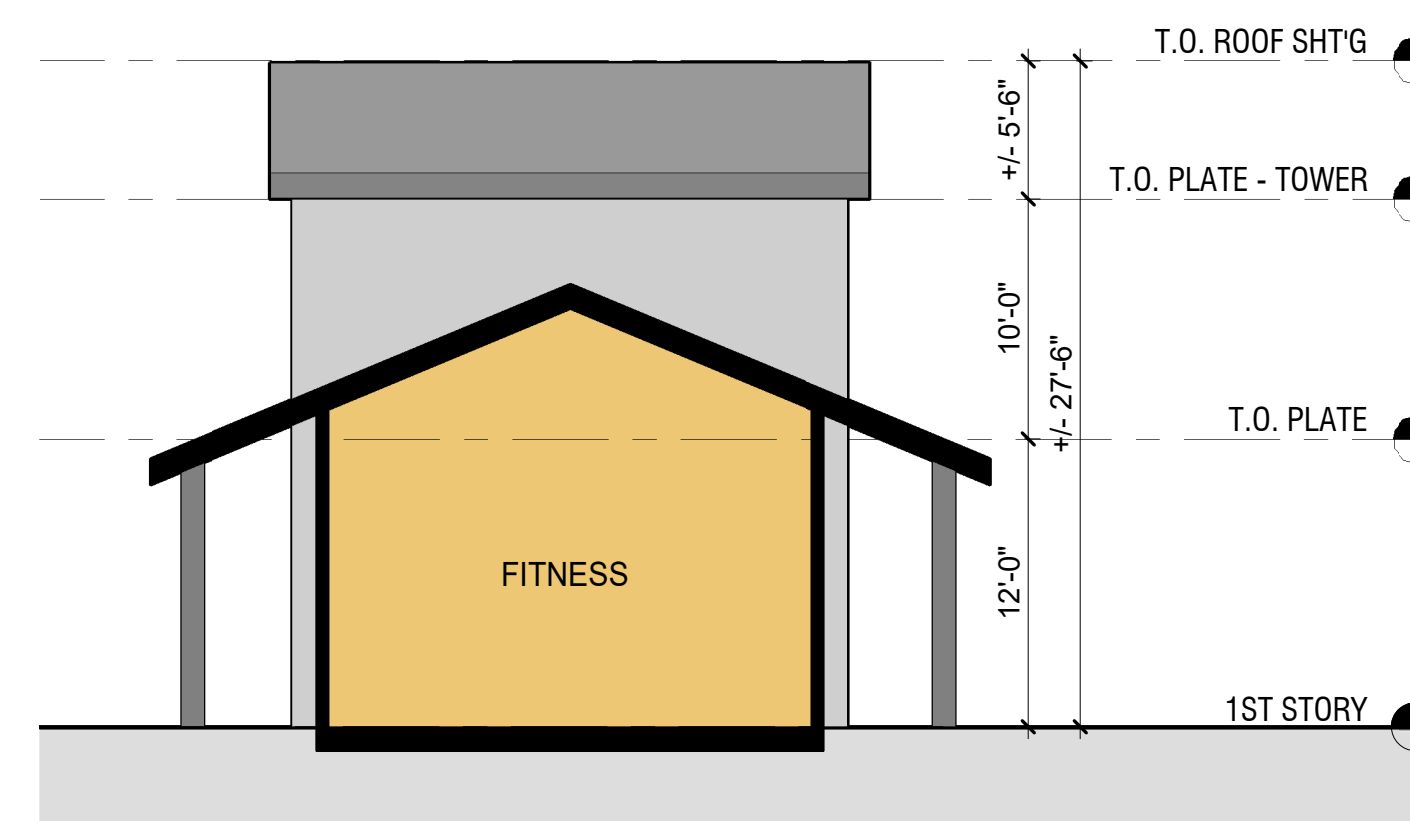 T.O. ROOF SHT'G
+/- 5'-6"
T.O. PLATE - TOWER
10'-0"
+/- 27'-6"
T.O. PLATE
12'-0"
FITNESS
1ST STORY